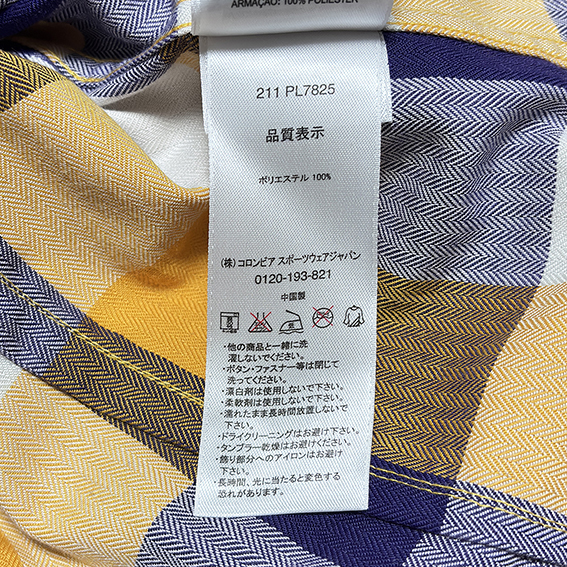 ARMAÇÃO: 100% POLIÉSTER
211 PL7825
品質表示
ポリエステル 100%
(株) コロンビア スポーツウェアジャパン
0120-193-821
中国製
・他の商品と一緒に洗
濯しないでください。
・ボタン・ファスナー等は閉じて
洗ってください。
・漂白剤は使用しないで下さい。
・柔軟剤は使用しないで下さい。
・濡れたまま長時間放置しないで
下さい。
・ドライクリーニングはお避け下さい。
・タンブラー乾燥はお避けください。
・飾り部分へのアイロンはお避け
下さい。
・長時間、光に当たると変色する
恐れがあります。